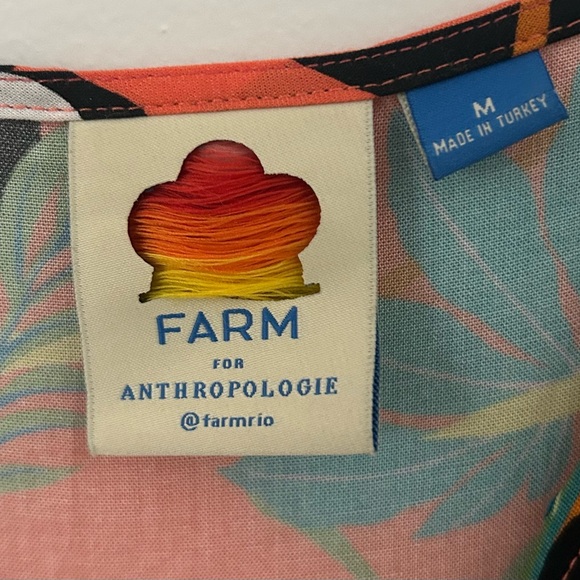 M
MADE IN TURKEY
FARM
FOR
ANTHROPOLOGIE
@farmrio